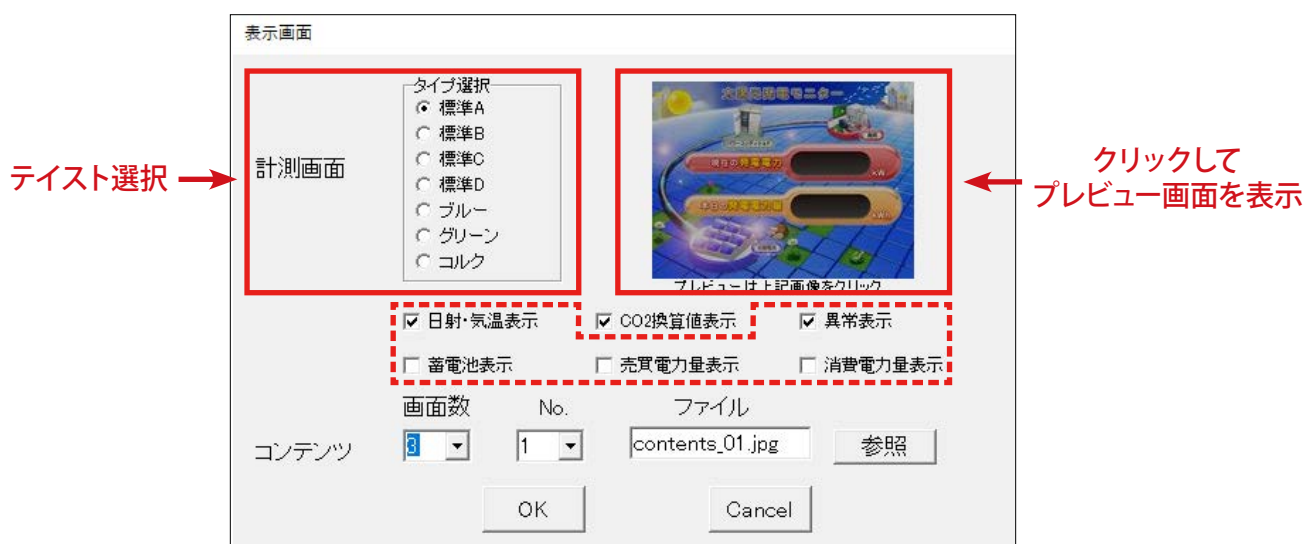 表示画面
タイプ選択
標準A
標準B
標準C
標準D
ブルー
グリーン
コルク
計測画面
テイスト選択
太陽光発電モニター
現在の発電電力
kW
本日の発電電力量
kWh
プレビューは上記画像をクリック
クリックして
プレビュー画面を表示
日射・気温表示 CO2換算値表示 異常表示
蓄電池表示 売買電力量表示 消費電力量表示
画面数 No. ファイル
コンテンツ 3 1 contents_01.jpg 参照
OK Cancel